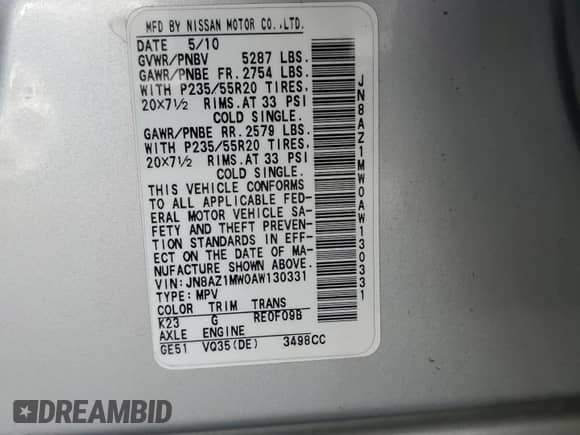 MFD BY NISSAN MOTOR CO.,LTD.
DATE 5/10
GVWR/PNBV 5287 LBS.
GAWR/PNBE FR. 2754 LBS.
WITH P235/55R20 TIRES,
20X7½ RIMS.AT 33 PSI
COLD SINGLE.
GAWR/PNBE RR. 2579 LBS.
WITH P235/55R20 TIRES,
20X7½ RIMS.AT 33 PSI
COLD SINGLE.
THIS VEHICLE CONFORMS
TO ALL APPLICABLE FED-
ERAL MOTOR VEHICLE SA-
FETY AND THEFT PREVEN-
TION STANDARDS IN EFF-
ECT ON THE DATE OF MA-
NUFACTURE SHOWN ABOVE.
VIN:JN8AZ1MW0AW130331
TYPE:MPV
COLOR TRIM TRANS
K23 G RE0F09B
AXLE ENGINE
GE51 VQ35(DE) 3498CC
JN8AZ1MW0AW130331
DREAMBID